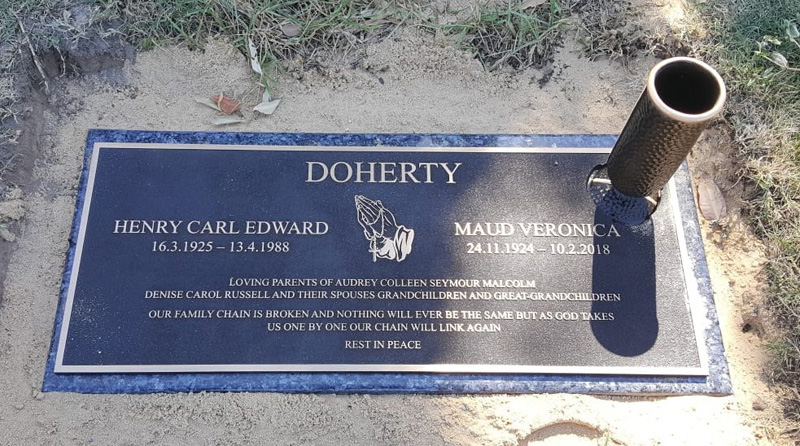 DOHERTY
HENRY CARL EDWARD
16.3.1925 – 13.4.1988
MAUD VERONICA
24.11.1924 – 10.2.2018
LOVING PARENTS OF AUDREY COLLEEN SEYMOUR MALCOLM
DENISE CAROL RUSSELL AND THEIR SPOUSES GRANDCHILDREN AND GREAT-GRANDCHILDREN
OUR FAMILY CHAIN IS BROKEN AND NOTHING WILL EVER BE THE SAME BUT AS GOD TAKES
US ONE BY ONE OUR CHAIN WILL LINK AGAIN
REST IN PEACE